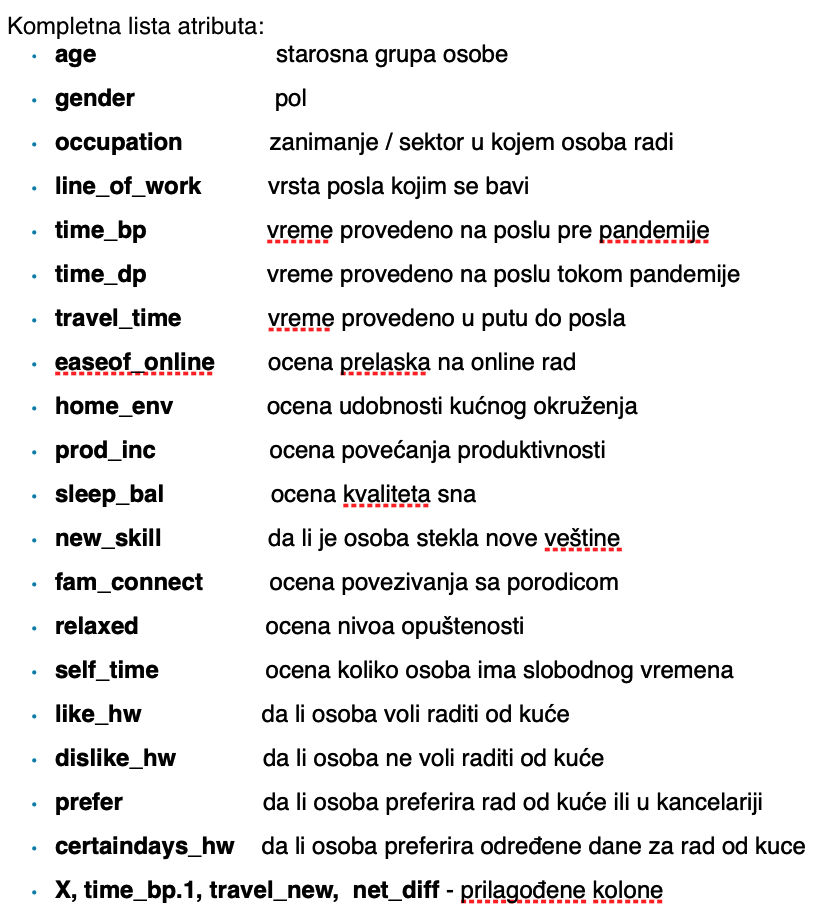 Kompletna lista atributa:
• age starosna grupa osobe
• gender pol
• occupation zanimanje / sektor u kojem osoba radi
• line_of_work vrsta posla kojim se bavi
• time_bp vreme provedeno na poslu pre pandemije
• time_dp vreme provedeno na poslu tokom pandemije
• travel_time vreme provedeno u putu do posla
• easeof_online ocena prelaska na online rad
• home_env ocena udobnosti kućnog okruženja
• prod_inc ocena povećanja produktivnosti
• sleep_bal ocena kvaliteta sna
• new_skill da li je osoba stekla nove veštine
• fam_connect ocena povezivanja sa porodicom
• relaxed ocena nivoa opuštenosti
• self_time ocena koliko osoba ima slobodnog vremena
• like_hw da li osoba voli raditi od kuće
• dislike_hw da li osoba ne voli raditi od kuće
• prefer da li osoba preferira rad od kuće ili u kancelariji
• certaindays_hw da li osoba preferira određene dane za rad od kuce
• X, time_bp.1, travel_new, net_diff - prilagođene kolone